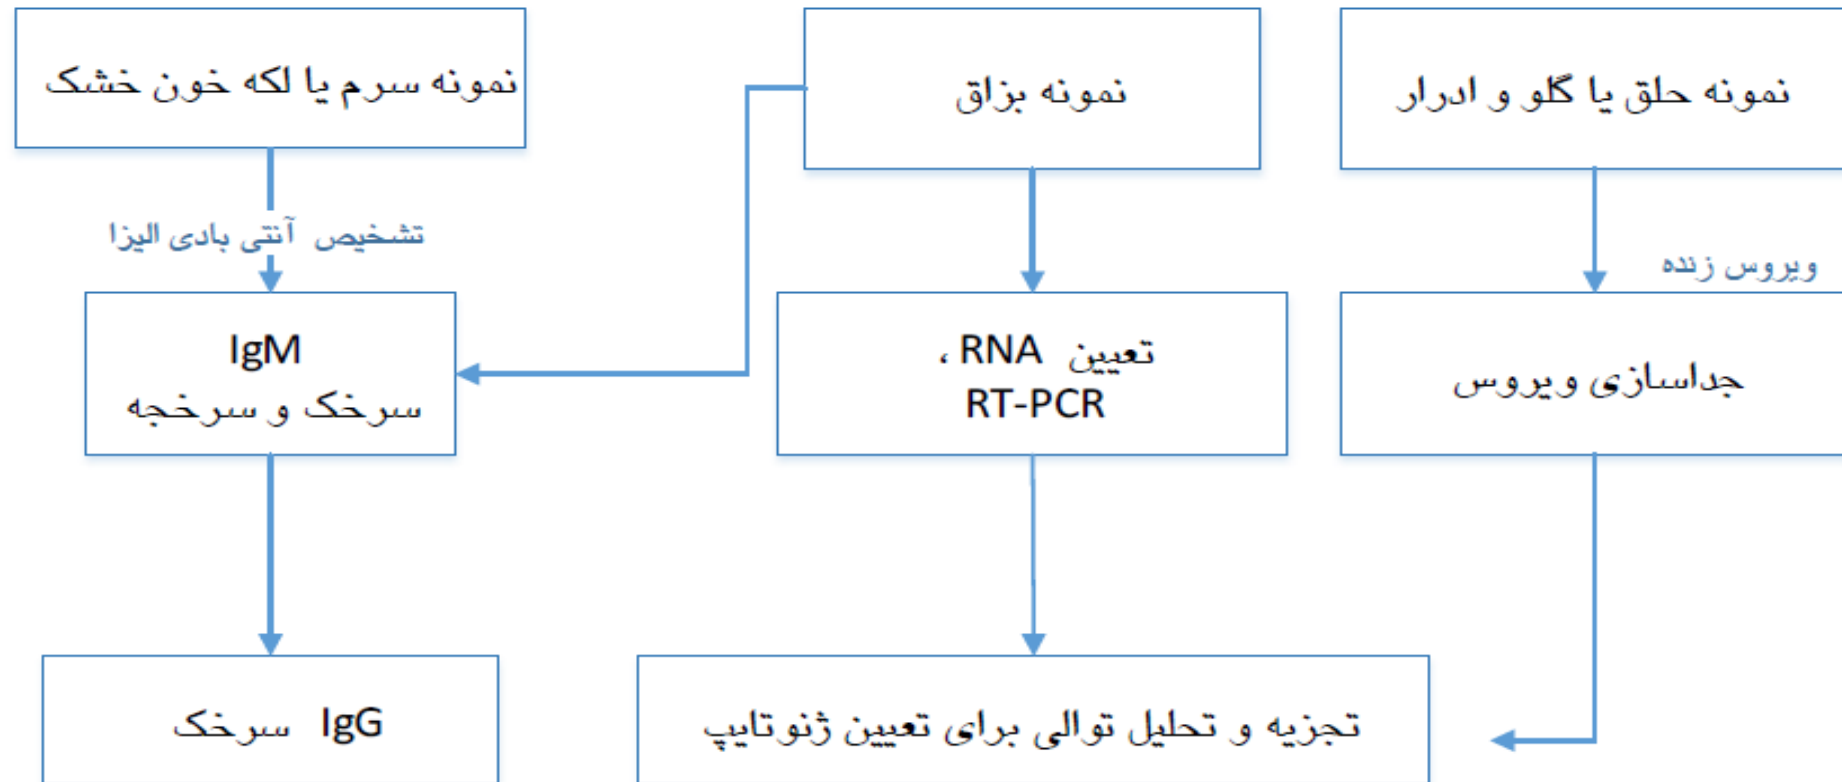 نمونه حلق یا گلو و ادرار
نمونه بزاق
نمونه سرم یا لکه خون خشک
ویروس زنده
تشخیص آنتی بادی الیزا
جداسازی ویروس
تعیین RNA ،
RT-PCR
IgM
سرخک و سرخجه
تجزیه و تحلیل توالی برای تعیین ژنوتایپ
IgG سرخک